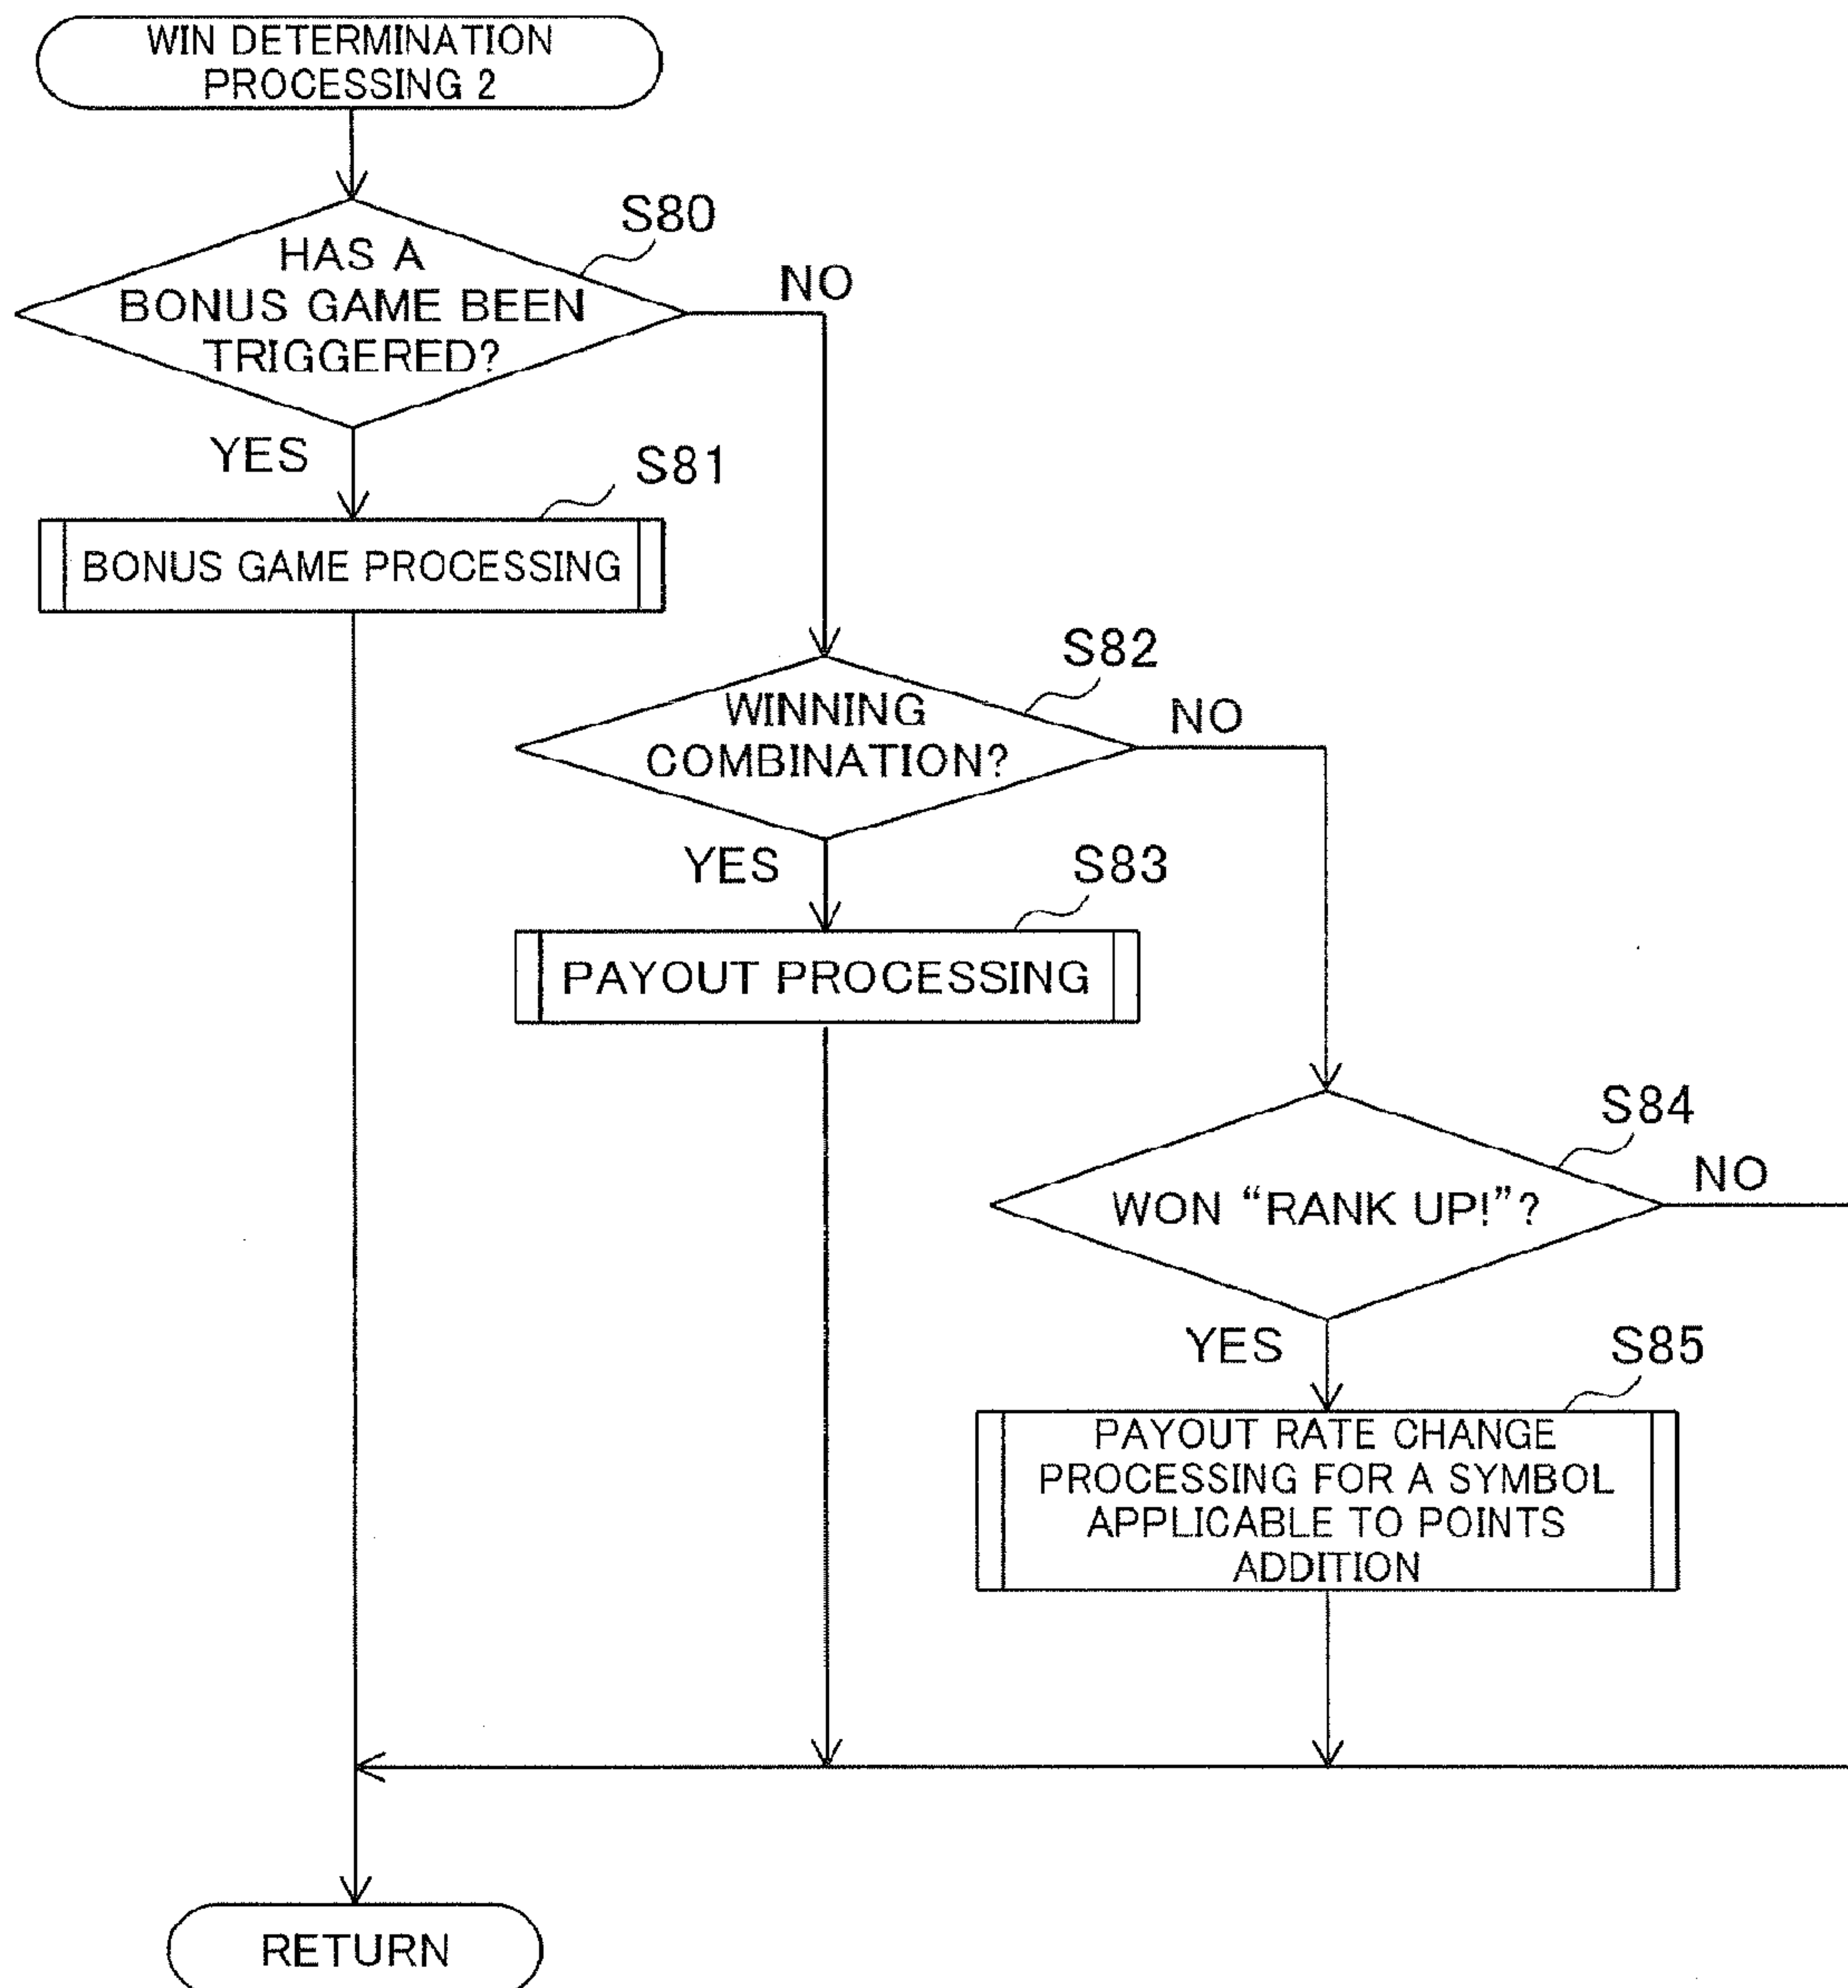 WIN DETERMINATION
PROCESSING 2
S80
HAS A
BONUS GAME BEEN
TRIGGERED?
NO
YES
S81
BONUS GAME PROCESSING
S82
WINNING
COMBINATION?
NO
YES
S83
PAYOUT PROCESSING
S84
WON “RANK UP!”?
NO
YES
S85
PAYOUT RATE CHANGE
PROCESSING FOR A SYMBOL
APPLICABLE TO POINTS
ADDITION
RETURN